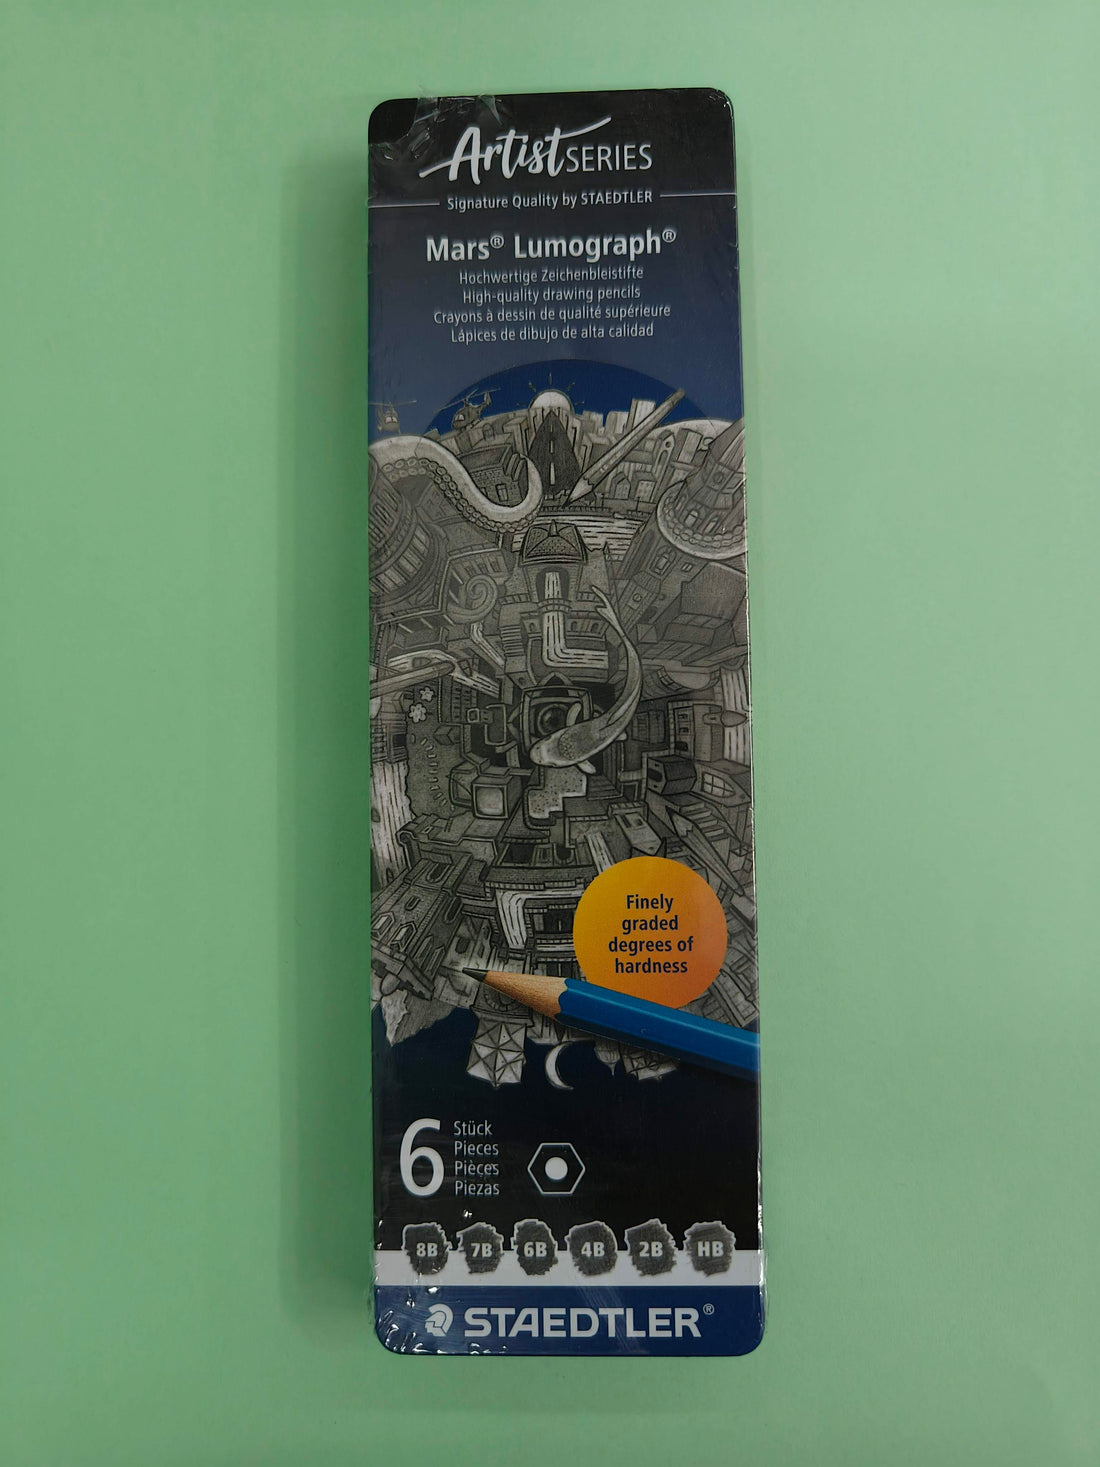 Artist SERIES
Signature Quality by STAEDTLER
Mars® Lumograph®
Hochwertige Zeichenbleistifte
High-quality drawing pencils
Crayons à dessin de qualité supérieure
Lápices de dibujo de alta calidad
Finely
graded
degrees of
hardness
6
Stück
Pieces
Pièces
Piezas
8B 7B 6B 4B 2B HB
STAEDTLER®